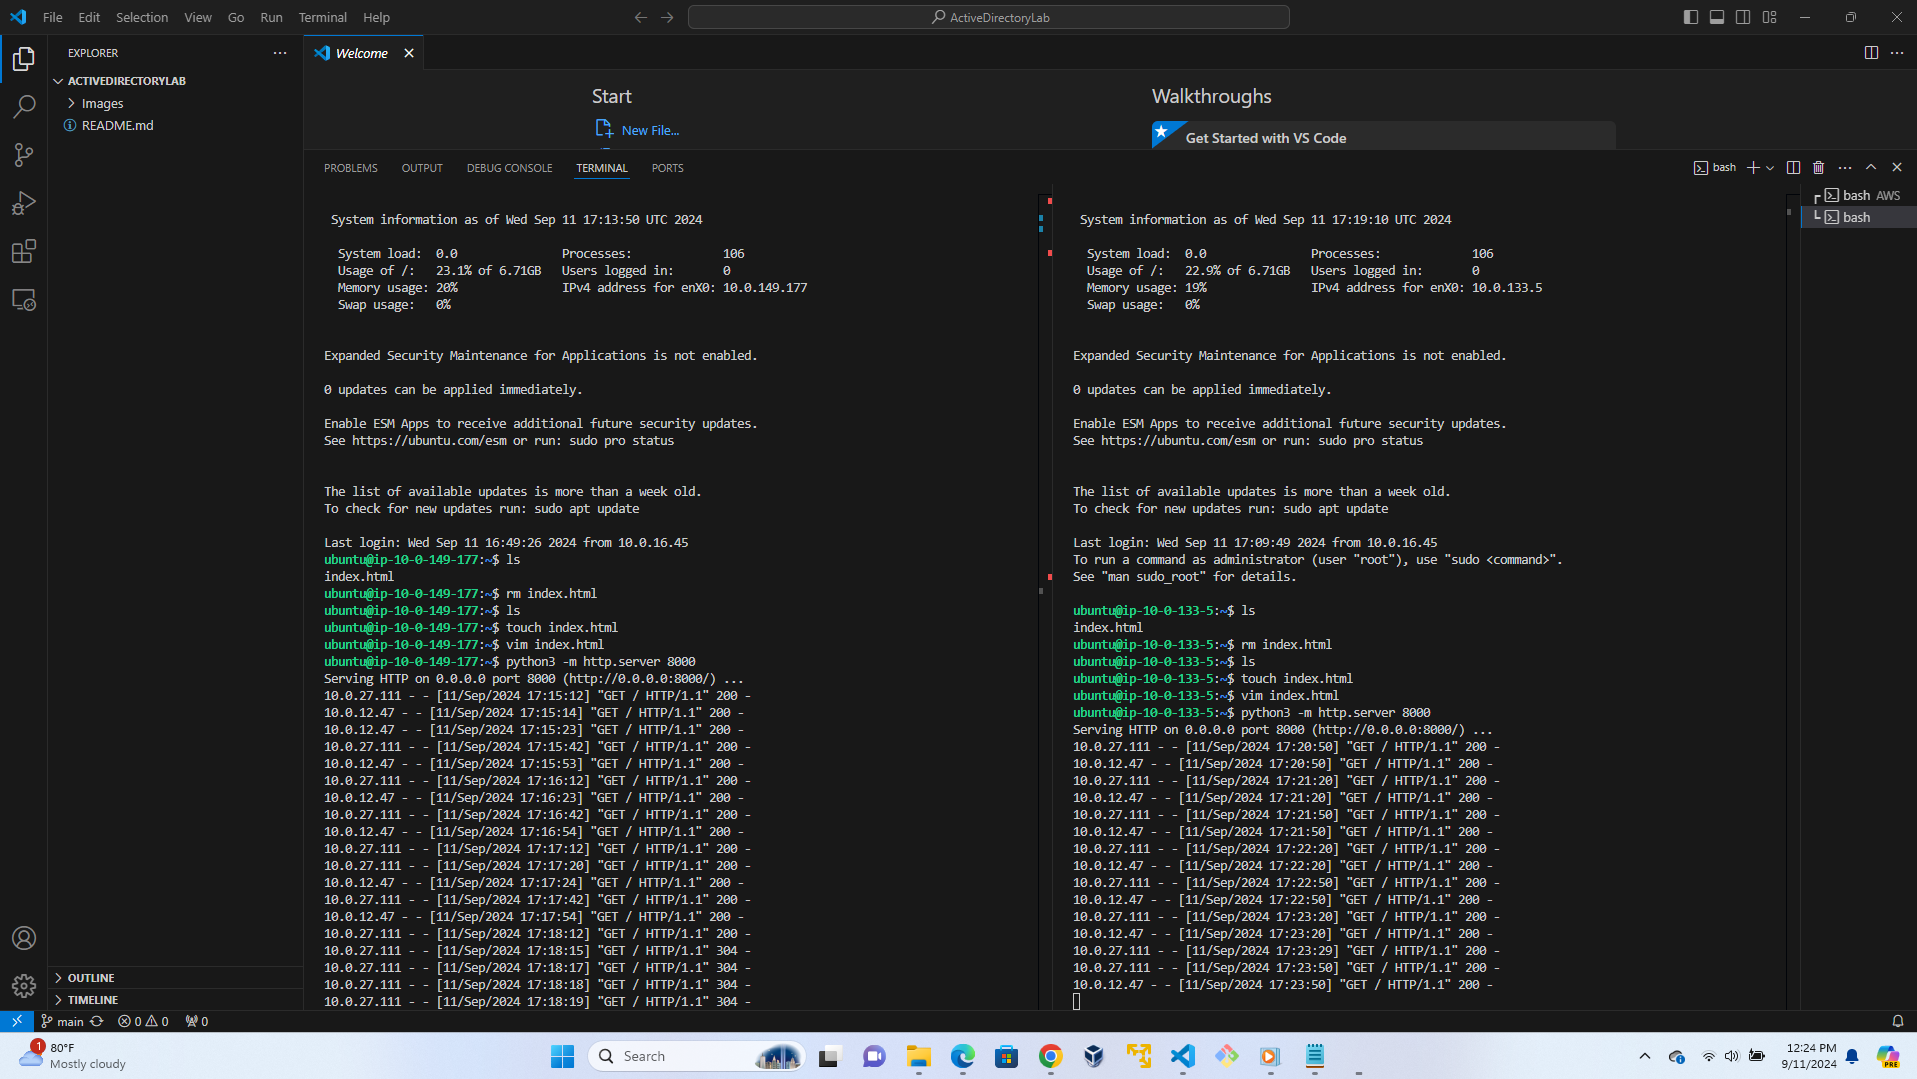 File Edit Selection View Go Run Terminal Help
ActiveDirectoryLab
EXPLORER
ACTIVEDIRECTORYLAB
Images
README.md
OUTLINE
TIMELINE
Welcome
Start
New File...
Walkthroughs
Get Started with VS Code
PROBLEMS OUTPUT DEBUG CONSOLE TERMINAL PORTS
bash
bash AWS
bash
System information as of Wed Sep 11 17:13:50 UTC 2024
System load: 0.0 Processes: 106
Usage of /: 23.1% of 6.71GB Users logged in: 0
Memory usage: 20% IPv4 address for enX0: 10.0.149.177
Swap usage: 0%
Expanded Security Maintenance for Applications is not enabled.
0 updates can be applied immediately.
Enable ESM Apps to receive additional future security updates.
See https://ubuntu.com/esm or run: sudo pro status
The list of available updates is more than a week old.
To check for new updates run: sudo apt update
Last login: Wed Sep 11 16:49:26 2024 from 10.0.16.45
ubuntu@ip-10-0-149-177:~$ ls
index.html
ubuntu@ip-10-0-149-177:~$ rm index.html
ubuntu@ip-10-0-149-177:~$ ls
ubuntu@ip-10-0-149-177:~$ touch index.html
ubuntu@ip-10-0-149-177:~$ vim index.html
ubuntu@ip-10-0-149-177:~$ python3 -m http.server 8000
Serving HTTP on 0.0.0.0 port 8000 (http://0.0.0.0:8000/) ...
10.0.27.111 - - [11/Sep/2024 17:15:12] "GET / HTTP/1.1" 200 -
10.0.12.47 - - [11/Sep/2024 17:15:14] "GET / HTTP/1.1" 200 -
10.0.12.47 - - [11/Sep/2024 17:15:23] "GET / HTTP/1.1" 200 -
10.0.27.111 - - [11/Sep/2024 17:15:42] "GET / HTTP/1.1" 200 -
10.0.12.47 - - [11/Sep/2024 17:15:53] "GET / HTTP/1.1" 200 -
10.0.27.111 - - [11/Sep/2024 17:16:12] "GET / HTTP/1.1" 200 -
10.0.12.47 - - [11/Sep/2024 17:16:23] "GET / HTTP/1.1" 200 -
10.0.27.111 - - [11/Sep/2024 17:16:42] "GET / HTTP/1.1" 200 -
10.0.12.47 - - [11/Sep/2024 17:16:54] "GET / HTTP/1.1" 200 -
10.0.27.111 - - [11/Sep/2024 17:17:12] "GET / HTTP/1.1" 200 -
10.0.27.111 - - [11/Sep/2024 17:17:20] "GET / HTTP/1.1" 200 -
10.0.12.47 - - [11/Sep/2024 17:17:24] "GET / HTTP/1.1" 200 -
10.0.27.111 - - [11/Sep/2024 17:17:42] "GET / HTTP/1.1" 200 -
10.0.12.47 - - [11/Sep/2024 17:17:54] "GET / HTTP/1.1" 200 -
10.0.27.111 - - [11/Sep/2024 17:18:12] "GET / HTTP/1.1" 200 -
10.0.27.111 - - [11/Sep/2024 17:18:15] "GET / HTTP/1.1" 304 -
10.0.27.111 - - [11/Sep/2024 17:18:17] "GET / HTTP/1.1" 304 -
10.0.27.111 - - [11/Sep/2024 17:18:18] "GET / HTTP/1.1" 304 -
10.0.27.111 - - [11/Sep/2024 17:18:19] "GET / HTTP/1.1" 304 -
System information as of Wed Sep 11 17:19:10 UTC 2024
System load: 0.0 Processes: 106
Usage of /: 22.9% of 6.71GB Users logged in: 0
Memory usage: 19% IPv4 address for enX0: 10.0.133.5
Swap usage: 0%
Expanded Security Maintenance for Applications is not enabled.
0 updates can be applied immediately.
Enable ESM Apps to receive additional future security updates.
See https://ubuntu.com/esm or run: sudo pro status
The list of available updates is more than a week old.
To check for new updates run: sudo apt update
Last login: Wed Sep 11 17:09:49 2024 from 10.0.16.45
To run a command as administrator (user "root"), use "sudo <command>".
See "man sudo_root" for details.
ubuntu@ip-10-0-133-5:~$ ls
index.html
ubuntu@ip-10-0-133-5:~$ rm index.html
ubuntu@ip-10-0-133-5:~$ ls
ubuntu@ip-10-0-133-5:~$ touch index.html
ubuntu@ip-10-0-133-5:~$ vim index.html
ubuntu@ip-10-0-133-5:~$ python3 -m http.server 8000
Serving HTTP on 0.0.0.0 port 8000 (http://0.0.0.0:8000/) ...
10.0.27.111 - - [11/Sep/2024 17:20:50] "GET / HTTP/1.1" 200 -
10.0.12.47 - - [11/Sep/2024 17:20:50] "GET / HTTP/1.1" 200 -
10.0.27.111 - - [11/Sep/2024 17:21:20] "GET / HTTP/1.1" 200 -
10.0.12.47 - - [11/Sep/2024 17:21:20] "GET / HTTP/1.1" 200 -
10.0.27.111 - - [11/Sep/2024 17:21:50] "GET / HTTP/1.1" 200 -
10.0.12.47 - - [11/Sep/2024 17:21:50] "GET / HTTP/1.1" 200 -
10.0.27.111 - - [11/Sep/2024 17:22:20] "GET / HTTP/1.1" 200 -
10.0.12.47 - - [11/Sep/2024 17:22:20] "GET / HTTP/1.1" 200 -
10.0.27.111 - - [11/Sep/2024 17:22:50] "GET / HTTP/1.1" 200 -
10.0.12.47 - - [11/Sep/2024 17:22:50] "GET / HTTP/1.1" 200 -
10.0.27.111 - - [11/Sep/2024 17:23:20] "GET / HTTP/1.1" 200 -
10.0.12.47 - - [11/Sep/2024 17:23:20] "GET / HTTP/1.1" 200 -
10.0.27.111 - - [11/Sep/2024 17:23:29] "GET / HTTP/1.1" 200 -
10.0.27.111 - - [11/Sep/2024 17:23:50] "GET / HTTP/1.1" 200 -
10.0.12.47 - - [11/Sep/2024 17:23:50] "GET / HTTP/1.1" 200 -
main 0 0 0
1
80°F
Mostly cloudy
Search
12:24 PM
9/11/2024
PRE